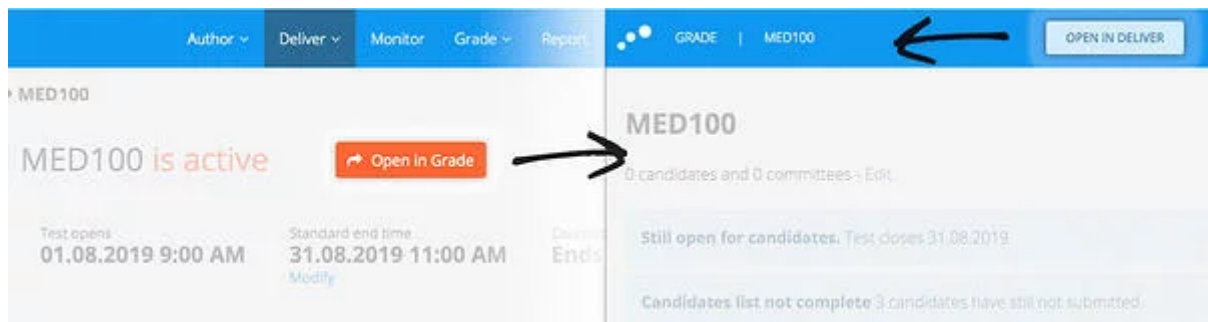 Author Deliver Monitor Grade Report
MED100
MED100 is active
Open in Grade
Test opens
01.08.2019 9:00 AM
Standard end time
31.08.2019 11:00 AM
Modify
Ends
GRADE | MED100
OPEN IN DELIVER
MED100
0 candidates and 0 committees - Edit
Still open for candidates. Test closes 31.08.2019.
Candidates list not complete 3 candidates have still not submitted.